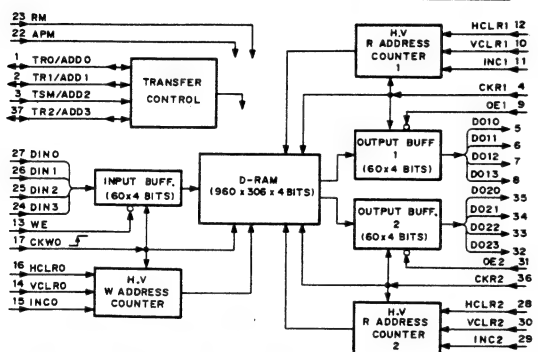 23 RM
22 APM
1 TR0/ADD0
2 TR1/ADD1
3 TSM/ADD2
37 TR2/ADD3
TRANSFER
CONTROL
27 DIN0
26 DIN1
25 DIN2
24 DIN3
13 WE
17 CKW0
INPUT BUFF.
(60x4 BITS)
16 HCLR0
14 VCLR0
15 INC0
H.V
W ADDRESS
COUNTER
D-RAM
(960 x 306 x 4BITS)
H.V
R ADDRESS
COUNTER
1
HCLR1 12
VCLR1 10
INC1 11
CKR1 4
OE1 9
OUTPUT BUFF
1
(60x4 BITS)
DO10 5
DO11 6
DO12 7
DO13 8
OUTPUT BUFF
2
(60x4 BITS)
DO20 35
DO21 34
DO22 33
DO23 32
OE2 31
CKR2 36
H.V
R ADDRESS
COUNTER
2
HCLR2 28
VCLR2 30
INC2 29